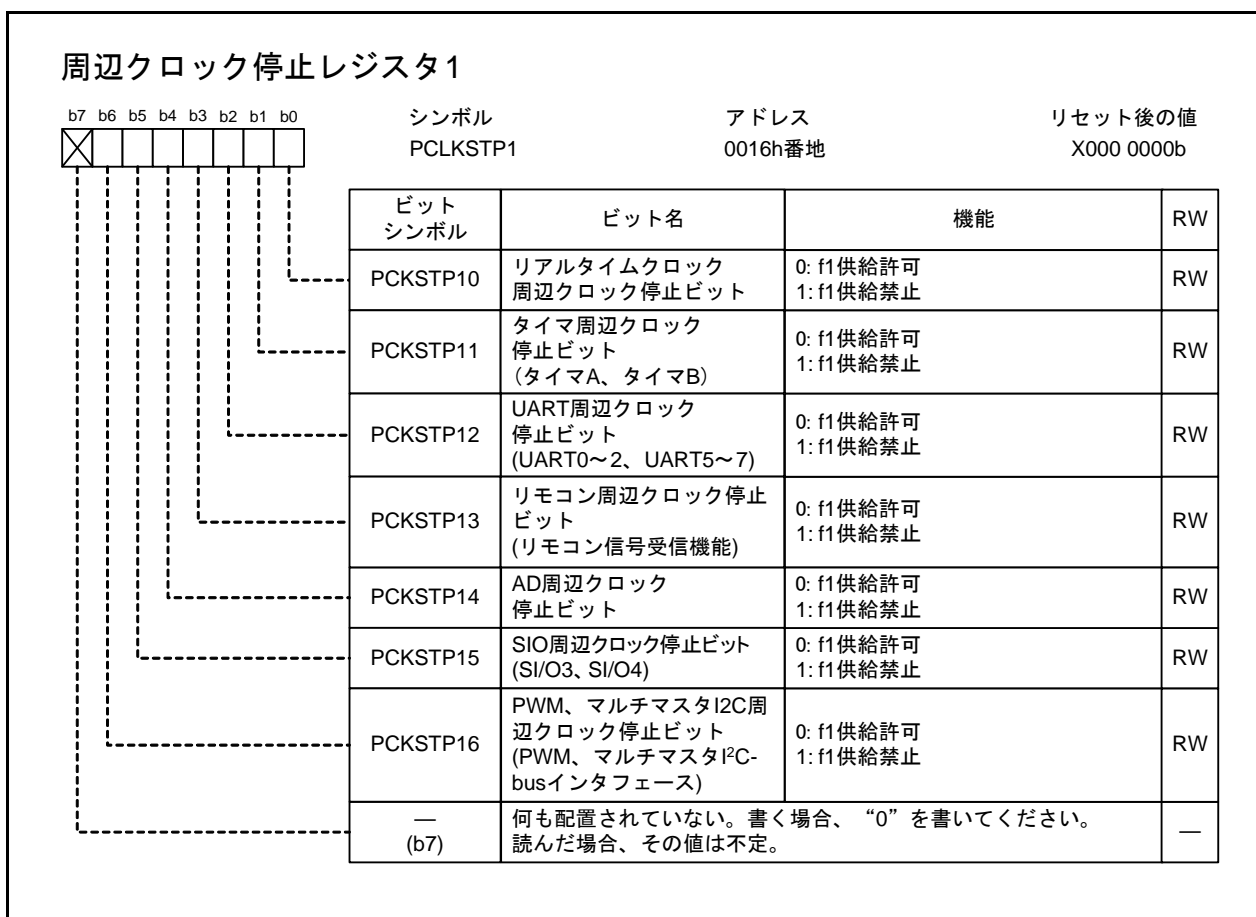 周辺クロック停止レジスタ1
b7 b6 b5 b4 b3 b2 b1 b0
シンボル アドレス リセット後の値
PCLKSTP1 0016h番地 X000 0000b
ビット
シンボル
ビット名
機能
RW
PCKSTP10
リアルタイムクロック
周辺クロック停止ビット
0: f1供給許可
1: f1供給禁止
RW
PCKSTP11
タイマ周辺クロック
停止ビット
(タイマA、タイマB)
0: f1供給許可
1: f1供給禁止
RW
PCKSTP12
UART周辺クロック
停止ビット
(UART0～2、UART5～7)
0: f1供給許可
1: f1供給禁止
RW
PCKSTP13
リモコン周辺クロック停止
ビット
(リモコン信号受信機能)
0: f1供給許可
1: f1供給禁止
RW
PCKSTP14
AD周辺クロック
停止ビット
0: f1供給許可
1: f1供給禁止
RW
PCKSTP15
SIO周辺クロック停止ビット
(SI/O3、SI/O4)
0: f1供給許可
1: f1供給禁止
RW
PCKSTP16
PWM、マルチマスタI2C周
辺クロック停止ビット
(PWM、マルチマスタI²C-
busインタフェース)
0: f1供給許可
1: f1供給禁止
RW
—
(b7)
何も配置されていない。書く場合、“0”を書いてください。
読んだ場合、その値は不定。
—